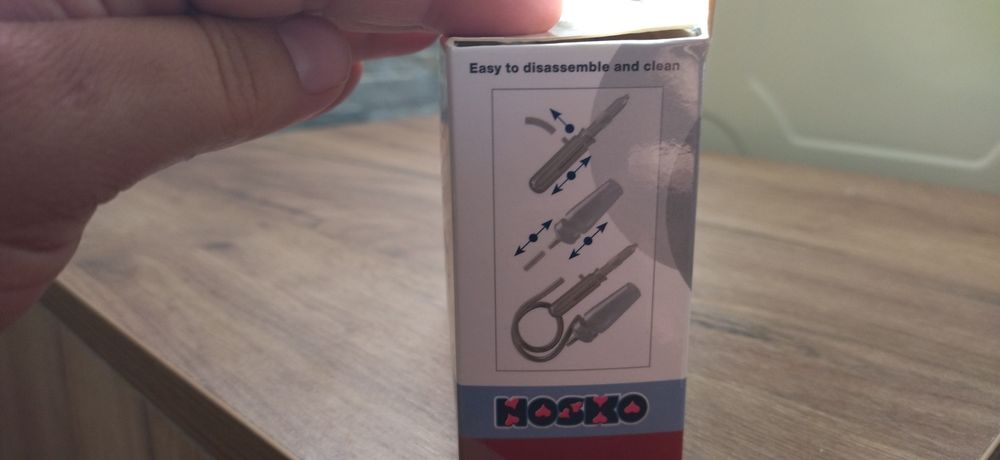 Easy to disassemble and clean
NOSKO